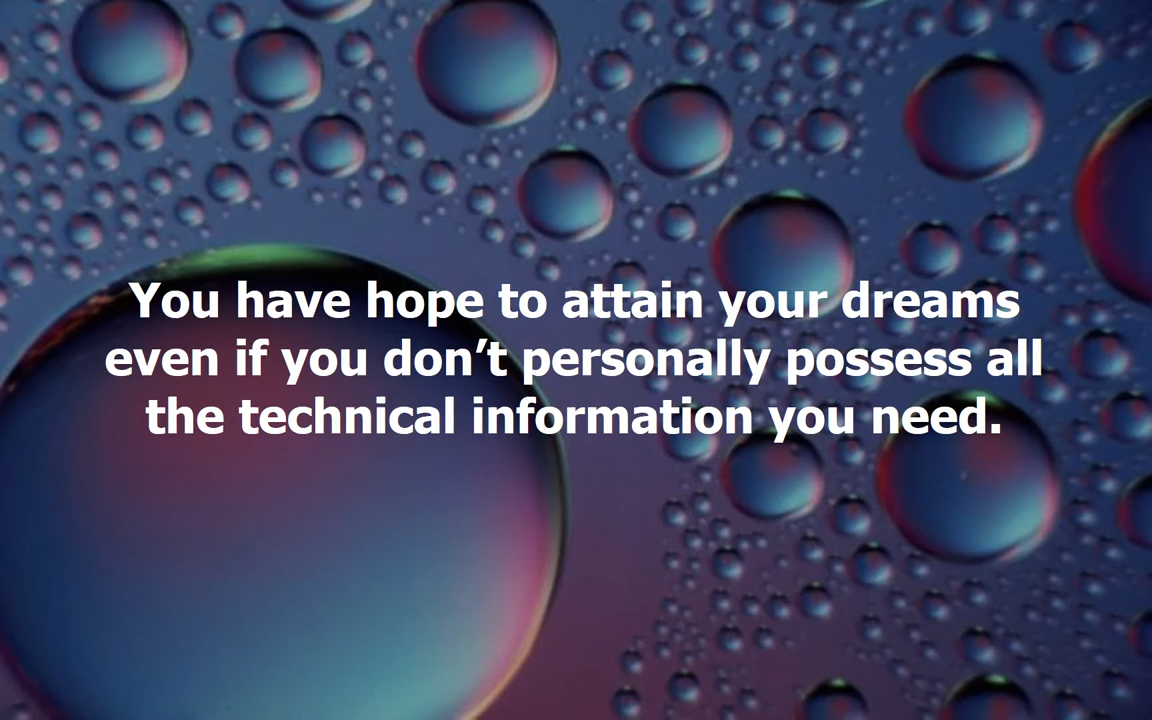 You have hope to attain your dreams
even if you don’t personally possess all
the technical information you need.